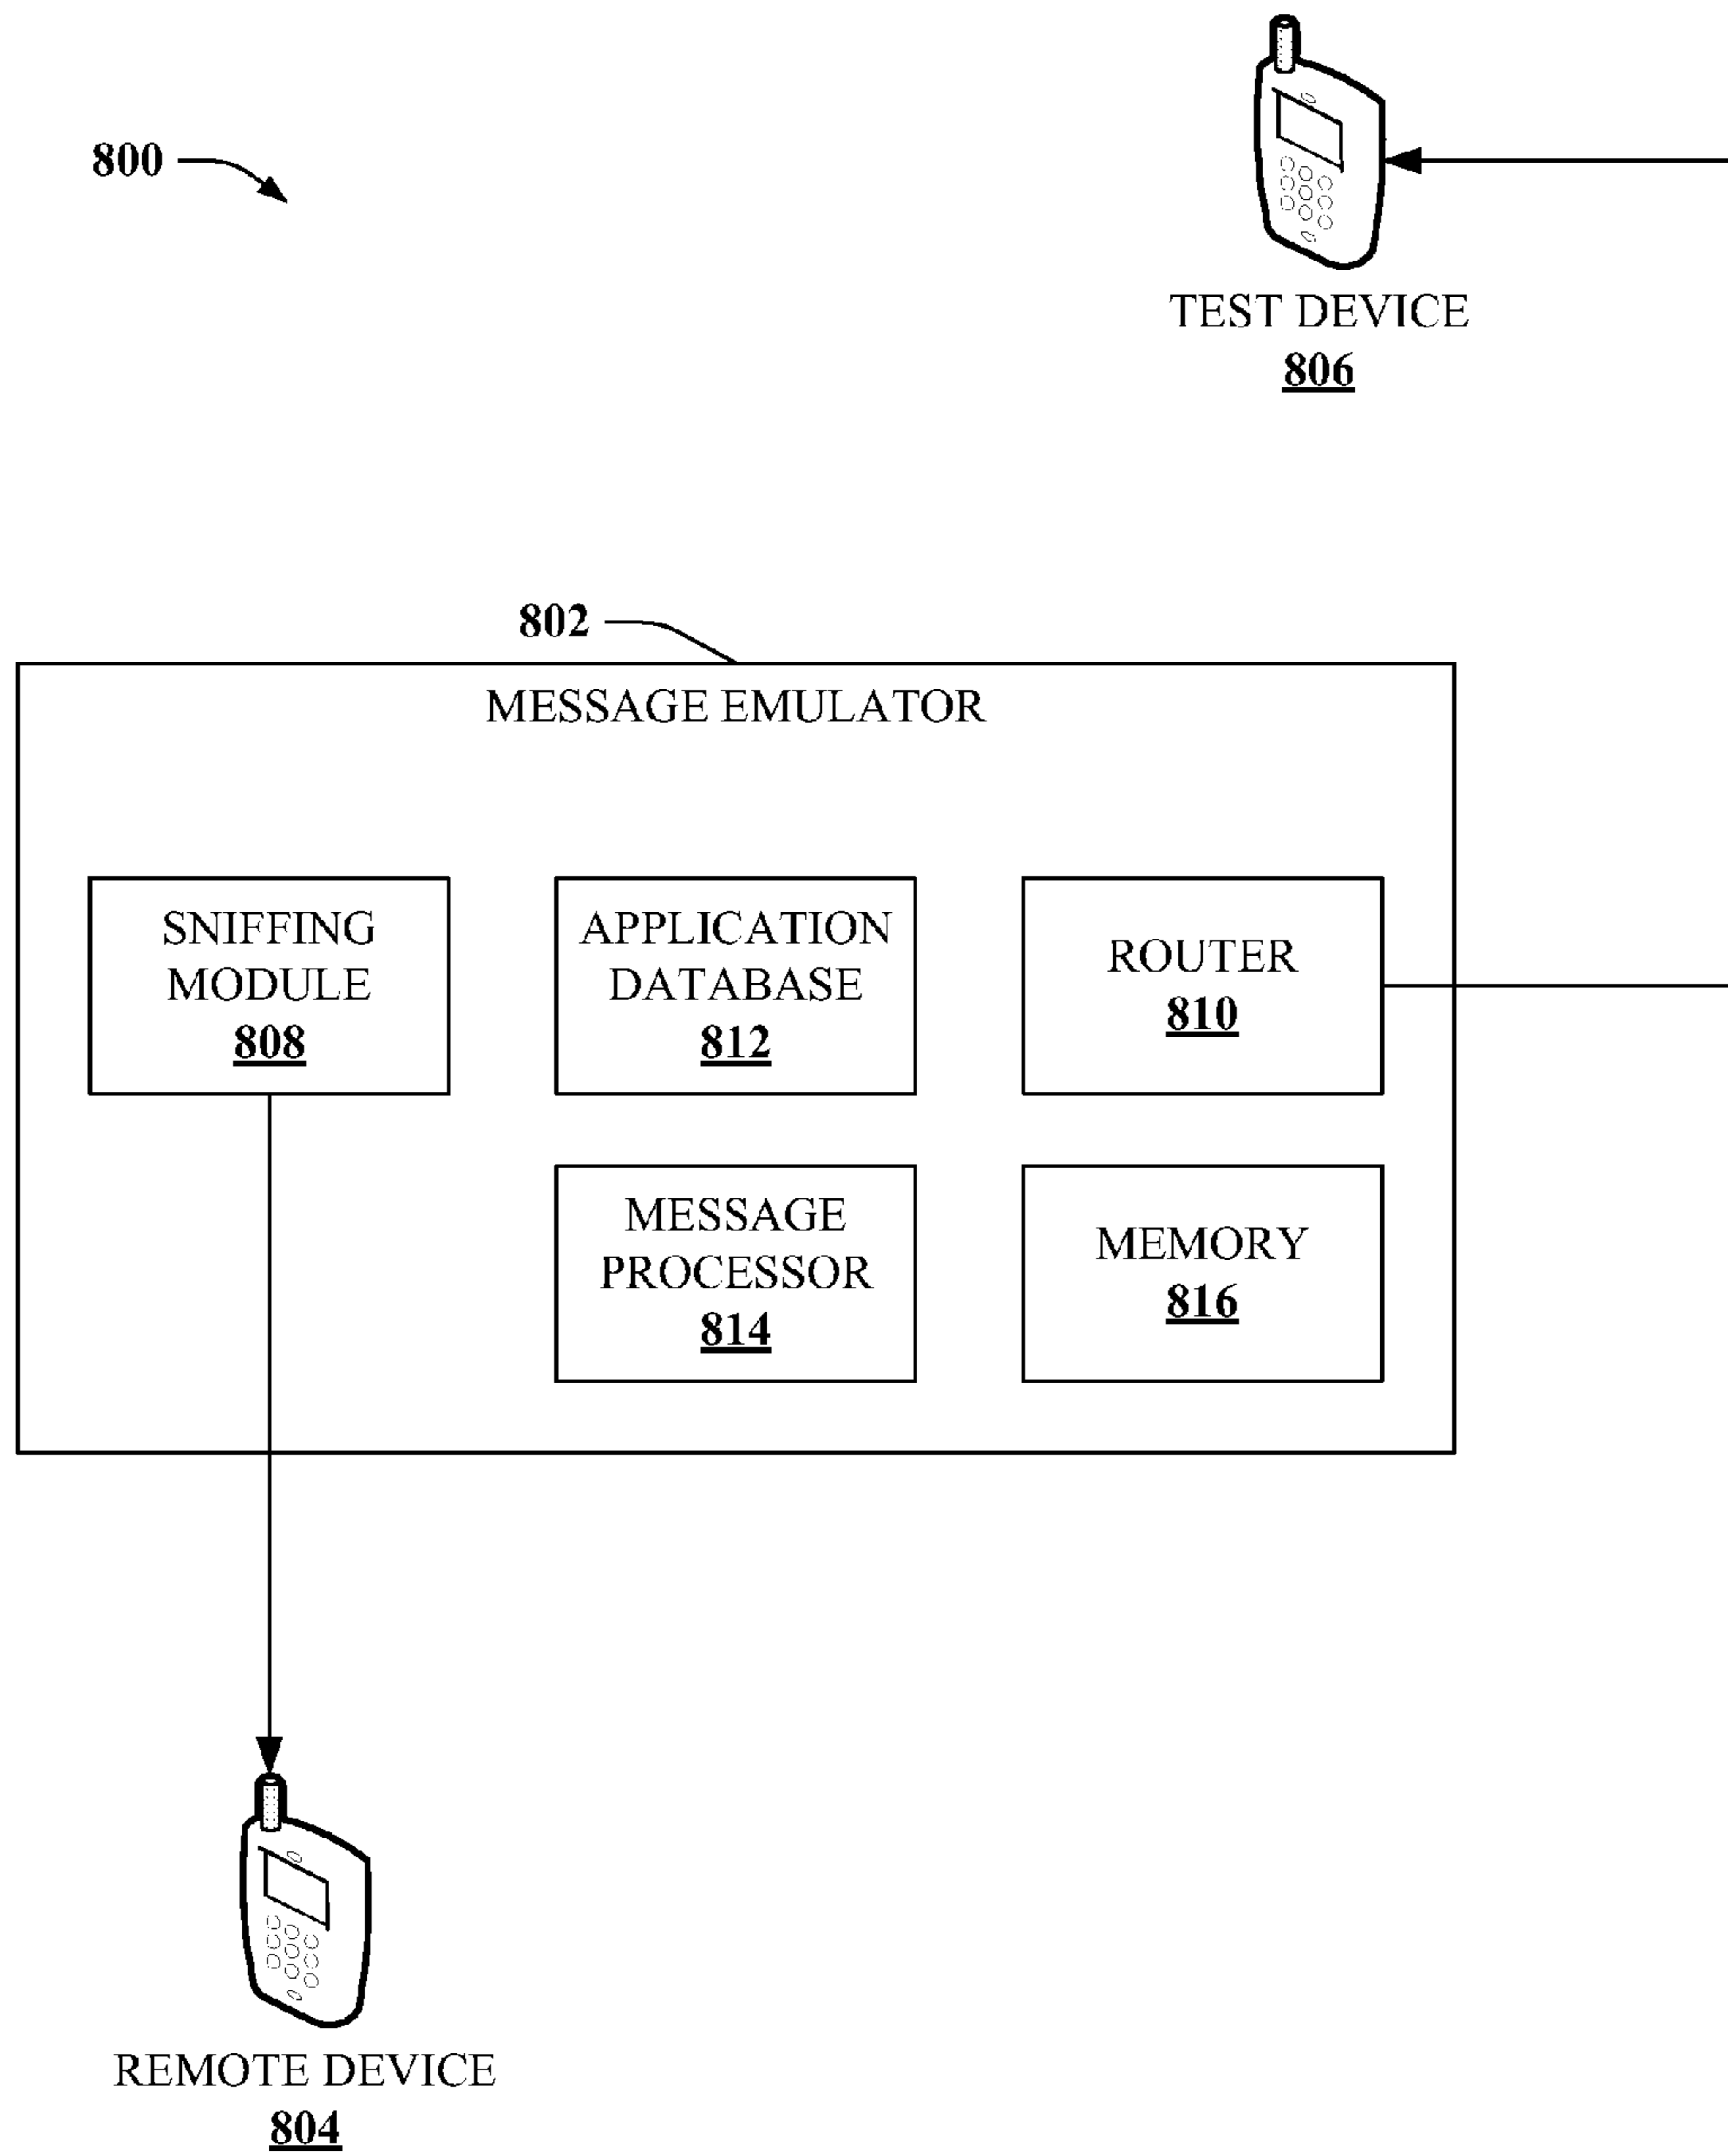 800
TEST DEVICE
806
802
MESSAGE EMULATOR
SNIFFING
MODULE
808
APPLICATION
DATABASE
812
ROUTER
810
MESSAGE
PROCESSOR
814
MEMORY
816
REMOTE DEVICE
804